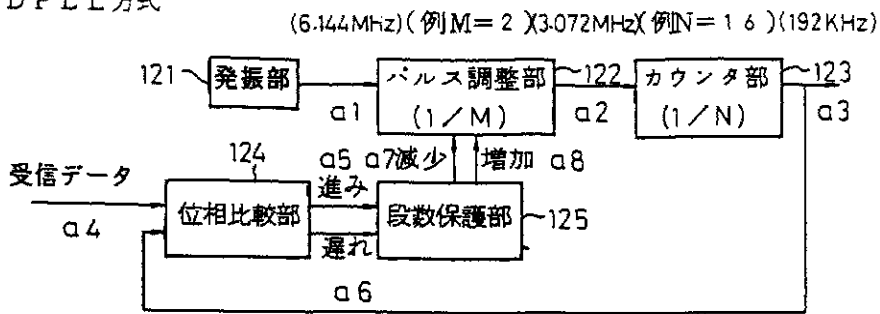 DPLL方式
(6.144MHz)(例M=2)(3.072MHz)(例N=16)(192KHz)
121 発振部 a1 パルス調整部 (1/M) 122 a2 カウンタ部 (1/N) 123 a3
124 a5 a7減少 増加 a8
受信データ a4 位相比較部 進み 遅れ 段数保護部 125
a6